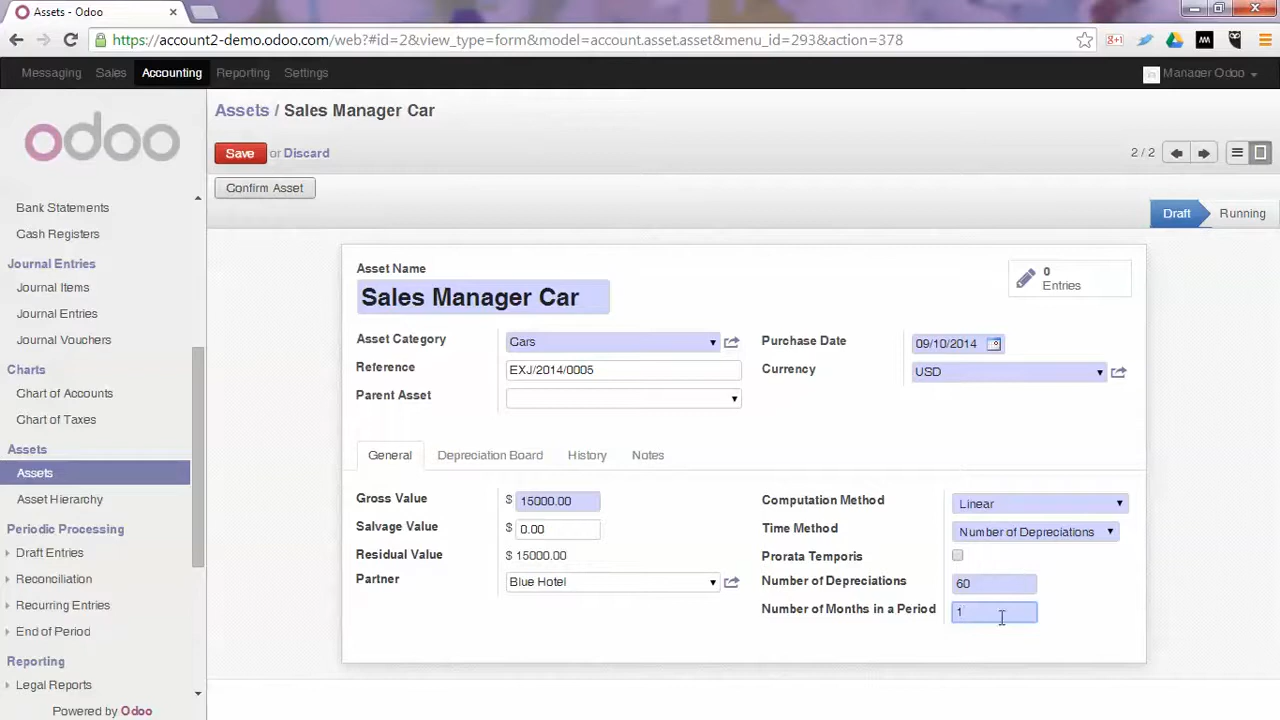 Assets - Odoo
https://account2-demo.odoo.com/web?#id=2&view_type=form&model=account.asset.asset&menu_id=293&action=378
Messaging Sales Accounting Reporting Settings Manager Odoo
odoo
Bank Statements
Cash Registers
Journal Entries
Journal Items
Journal Entries
Journal Vouchers
Charts
Chart of Accounts
Chart of Taxes
Assets
Assets
Asset Hierarchy
Periodic Processing
Draft Entries
Reconciliation
Recurring Entries
End of Period
Reporting
Legal Reports
Powered by Odoo
Assets / Sales Manager Car
Save or Discard 2 / 2
Confirm Asset
Draft Running
Asset Name
Sales Manager Car
0
Entries
Asset Category Cars
Reference EXJ/2014/0005
Parent Asset
Purchase Date 09/10/2014
Currency USD
General Depreciation Board History Notes
Gross Value $ 15000.00
Salvage Value $ 0.00
Residual Value $ 15000.00
Partner Blue Hotel
Computation Method Linear
Time Method Number of Depreciations
Prorata Temporis
Number of Depreciations 60
Number of Months in a Period 1